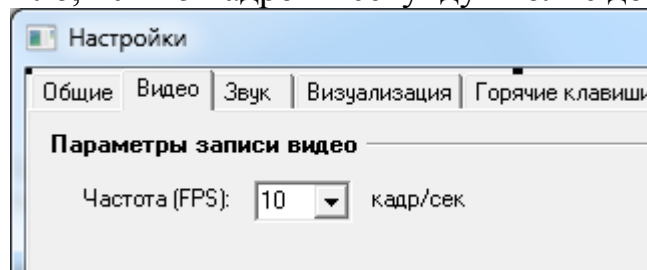 Настройки
Общие Видео Звук Визуализация Горячие клавиши
Параметры записи видео
Частота (FPS): 10 кадр/сек